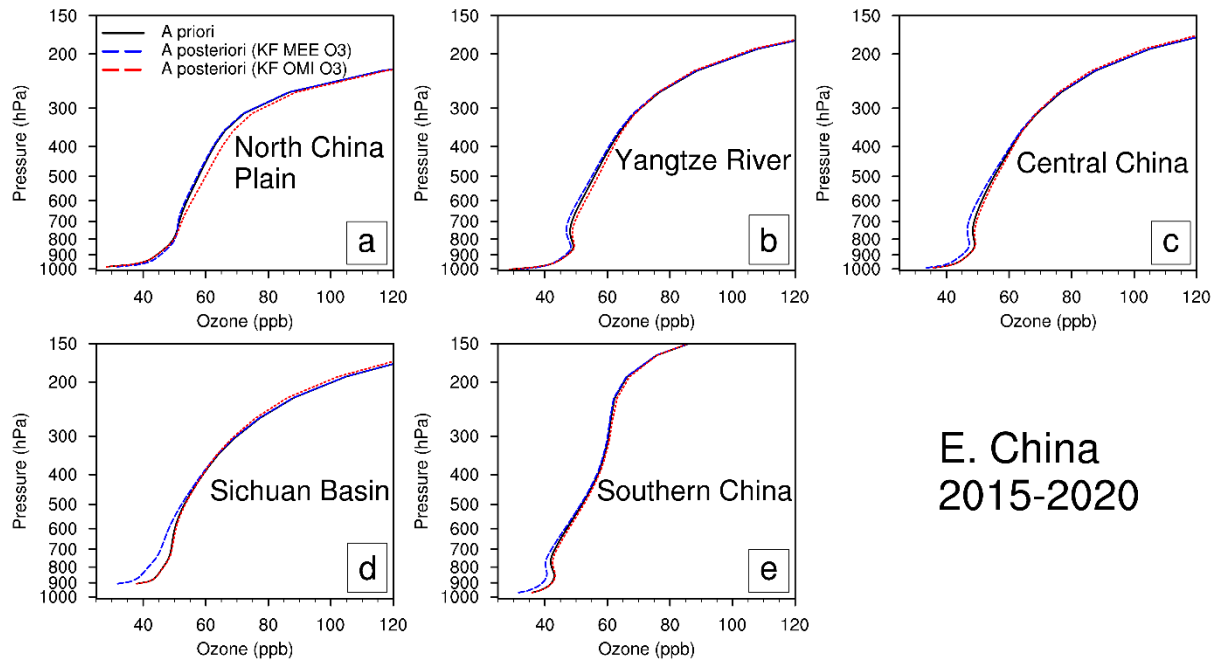 A priori
A posteriori (KF MEE O3)
A posteriori (KF OMI O3)
150
200
300
400
500
600
700
800
900
1000
Pressure (hPa)
North China
Plain
a
40 60 80 100 120
Ozone (ppb)
150
200
300
400
500
600
700
800
900
1000
Pressure (hPa)
Yangtze River
b
40 60 80 100 120
Ozone (ppb)
150
200
300
400
500
600
700
800
900
1000
Pressure (hPa)
Central China
c
40 60 80 100 120
Ozone (ppb)
150
200
300
400
500
600
700
800
900
1000
Pressure (hPa)
Sichuan Basin
d
40 60 80 100 120
Ozone (ppb)
150
200
300
400
500
600
700
800
900
1000
Pressure (hPa)
Southern China
e
40 60 80 100 120
Ozone (ppb)
E. China
2015-2020